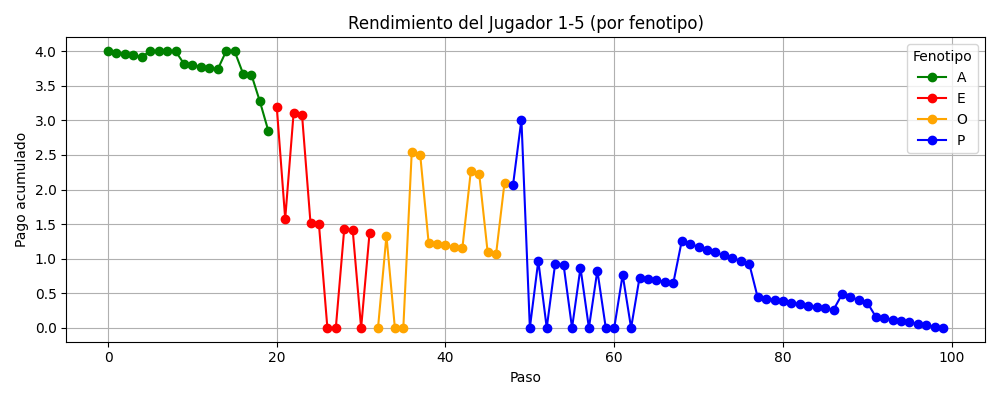 Rendimiento del Jugador 1-5 (por fenotipo)
Pago acumulado
4.0
3.5
3.0
2.5
2.0
1.5
1.0
0.5
0.0
Fenotipo
A
E
O
P
0
20
40
60
80
100
Paso